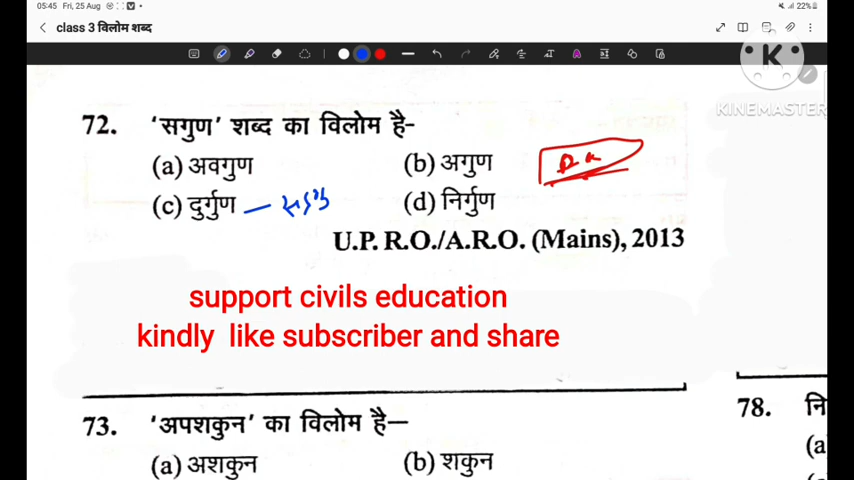 05:45 Fri, 25 Aug
22%
class 3 विलोम शब्द
K
KINEMASTER
72. 'सगुण' शब्द का विलोम है-
(a) अवगुण (b) अगुण
(c) दुर्गुण (d) निर्गुण
U.P. R.O./A.R.O. (Mains), 2013
support civils education
kindly like subscriber and share
73. 'अपशकुन' का विलोम है—
(a) अशकुन (b) शकुन
78. नि
(a)